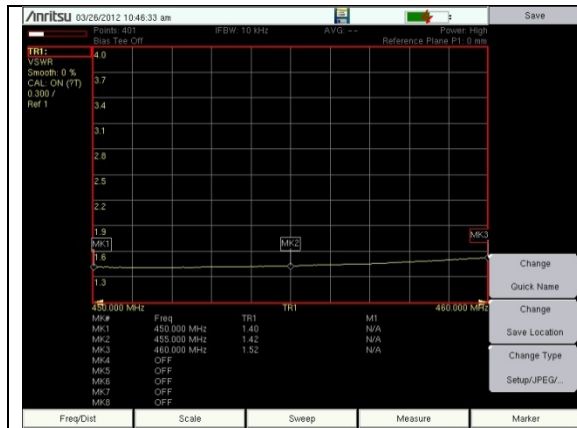 Anritsu 03/26/2012 10:46:33 am
Save
Points: 401 IFBW: 10 kHz AVG: -- Power: High
Bias Tee Off Reference Plane P1: 0 mm
TR1:
VSWR
Smooth: 0 %
CAL: ON (?T)
0.300 /
Ref 1
4.0
3.7
3.4
3.1
2.8
2.5
2.2
1.9
MK1 MK2 MK3
1.6
1.3
450.000 MHz TR1 460.000 MHz
MK# Freq TR1 M1
MK1 450.000 MHz 1.40 N/A
MK2 455.000 MHz 1.42 N/A
MK3 460.000 MHz 1.52 N/A
MK4 OFF
MK5 OFF
MK6 OFF
MK7 OFF
MK8 OFF
Change
Quick Name
Change
Save Location
Change Type
Setup/JPEG/...
Freq/Dist Scale Sweep Measure Marker